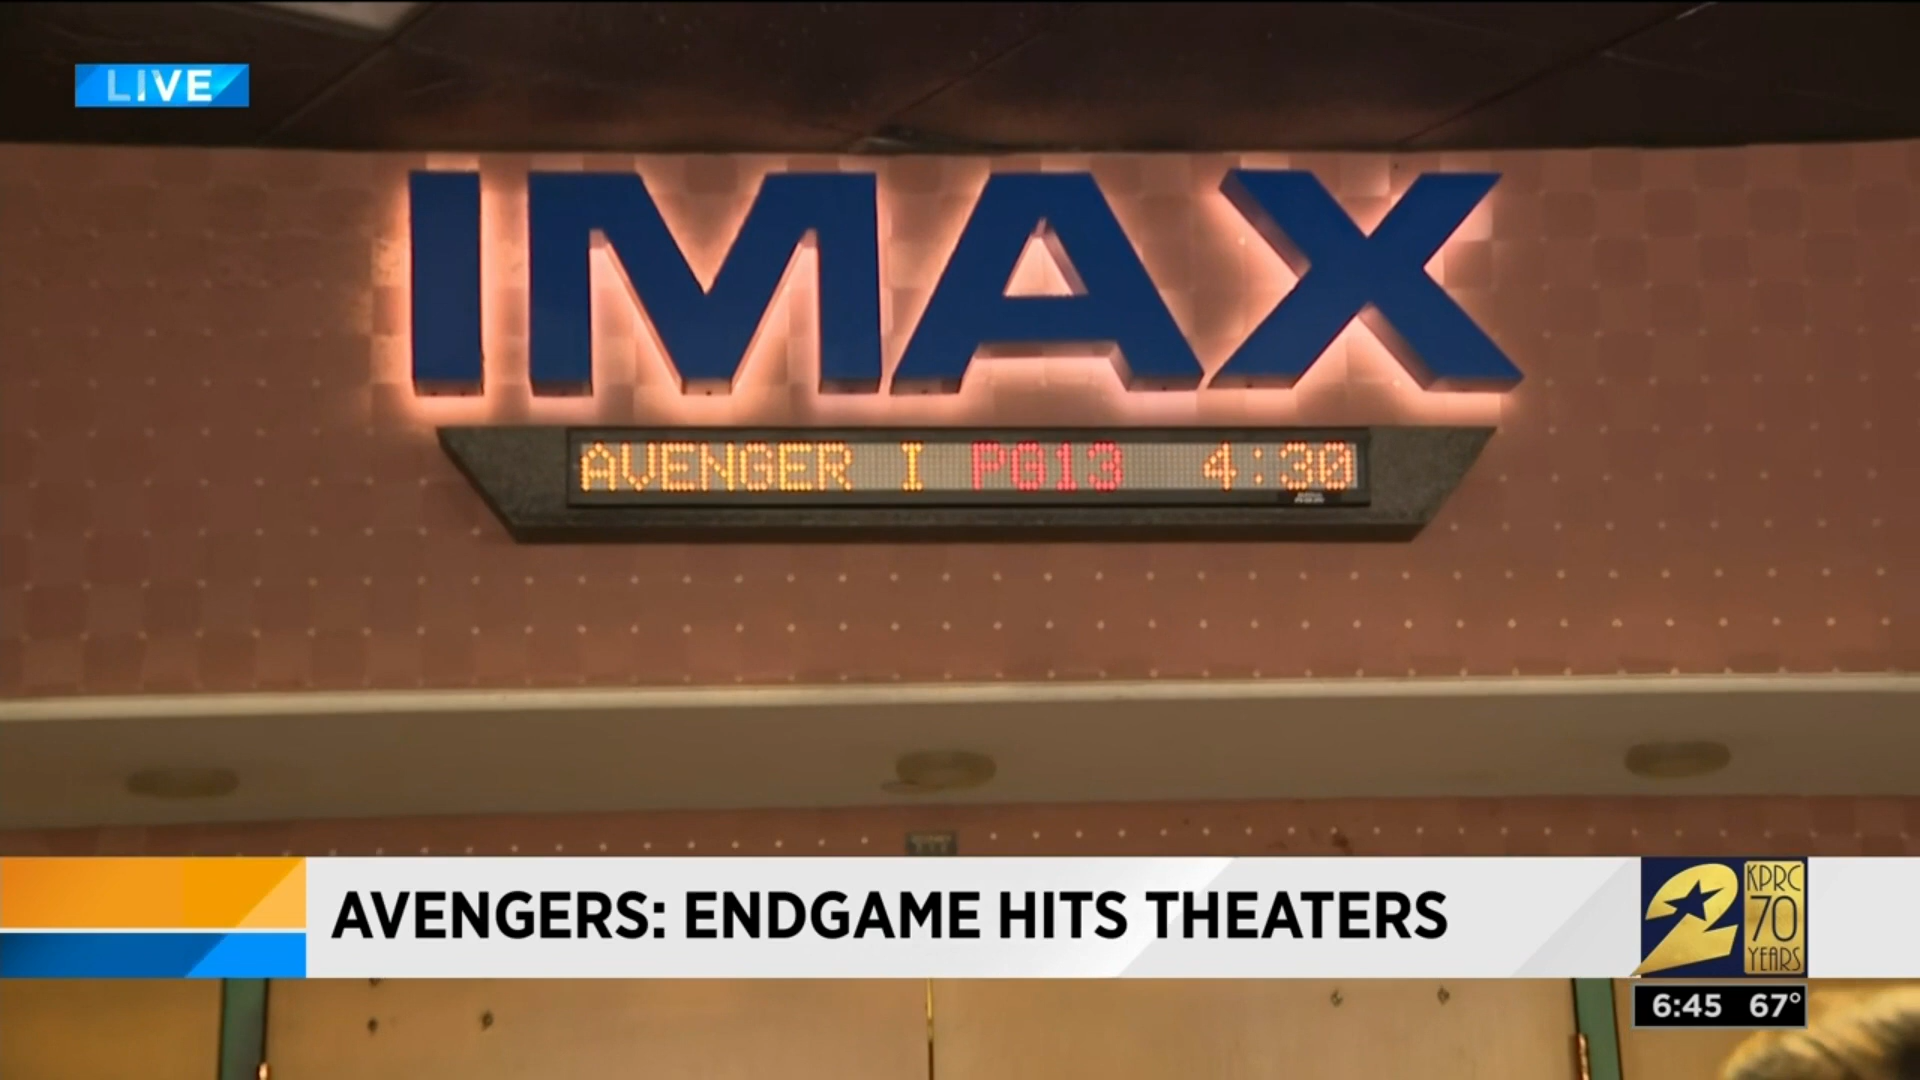 LIVE
IMAX
AVENGER I PG13 4:30
AVENGERS: ENDGAME HITS THEATERS
2
KPRC
70
YEARS
6:45 67°